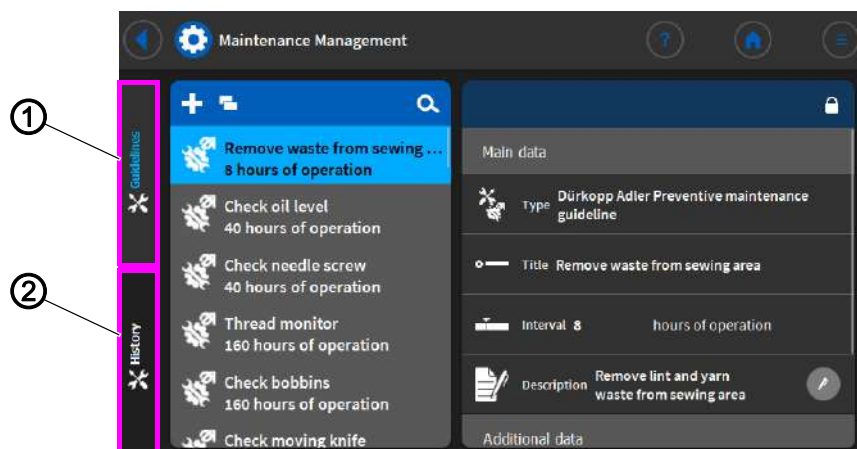 Maintenance Management
?
1
Guidelines
2
History
Remove waste from sewing ...
8 hours of operation
Check oil level
40 hours of operation
Check needle screw
40 hours of operation
Thread monitor
160 hours of operation
Check bobbins
160 hours of operation
Check moving knife
Main data
Type Dürkopp Adler Preventive maintenance
guideline
Title Remove waste from sewing area
Interval 8 hours of operation
Description Remove lint and yarn
waste from sewing area
Additional data